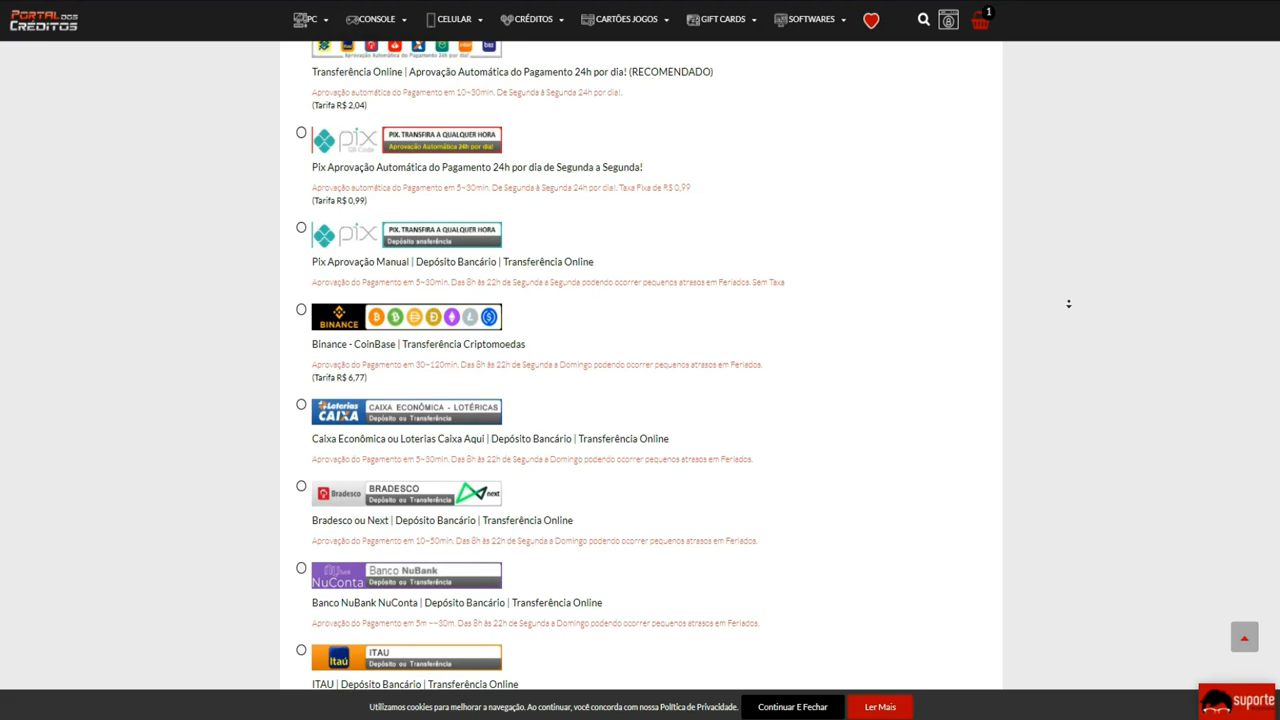 PORTAL DOS
CRÉDITOS
PC
CONSOLE
CELULAR
CRÉDITOS
CARTÕES JOGOS
GIFT CARDS
SOFTWARES
1
Aprovação Automática do Pagamento 24h por dia!
Transferência Online | Aprovação Automática do Pagamento 24h por dia! (RECOMENDADO)
Aprovação automática do Pagamento em 10~30min. De Segunda à Segunda 24h por dia!.
(Tarifa R$ 2,04)
pix QR Code PIX. TRANSFIRA A QUALQUER HORA
Aprovação Automática 24h por dia!
Pix Aprovação Automática do Pagamento 24h por dia de Segunda a Segunda!
Aprovação automática do Pagamento em 5~30min. De Segunda à Segunda 24h por dia!. Taxa Fixa de R$ 0,99
(Tarifa R$ 0,99)
pix PIX. TRANSFIRA A QUALQUER HORA
Depósito ansferência
Pix Aprovação Manual | Depósito Bancário | Transferência Online
Aprovação do Pagamento em 5~30min. Das 8h às 22h de Segunda a Segunda podendo ocorrer pequenos atrasos em Feriados. Sem Taxa
BINANCE
Binance - CoinBase | Transferência Criptomoedas
Aprovação do Pagamento em 30~120min. Das 8h às 22h de Segunda a Domingo podendo ocorrer pequenos atrasos em Feriados.
(Tarifa R$ 6,77)
Loterias CAIXA CAIXA ECONÔMICA - LOTÉRICAS
Depósito ou Transferência
Caixa Econômica ou Loterias Caixa Aqui | Depósito Bancário | Transferência Online
Aprovação do Pagamento em 5~30min. Das 8h às 22h de Segunda a Domingo podendo ocorrer pequenos atrasos em Feriados.
Bradesco BRADESCO next
Depósito ou Transferência
Bradesco ou Next | Depósito Bancário | Transferência Online
Aprovação do Pagamento em 10~50min. Das 8h às 22h de Segunda a Domingo podendo ocorrer pequenos atrasos em Feriados.
NuConta Banco NuBank
Depósito ou Transferência
Banco NuBank NuConta | Depósito Bancário | Transferência Online
Aprovação do Pagamento em 5m ~~30m. Das 8h às 22h de Segunda a Domingo podendo ocorrer pequenos atrasos em Feriados.
Itaú ITAU
Depósito ou Transferência
ITAÚ | Depósito Bancário | Transferência Online
Utilizamos cookies para melhorar a navegação. Ao continuar, você concorda com nossa Política de Privacidade.
Continuar E Fechar
Ler Mais
suporte